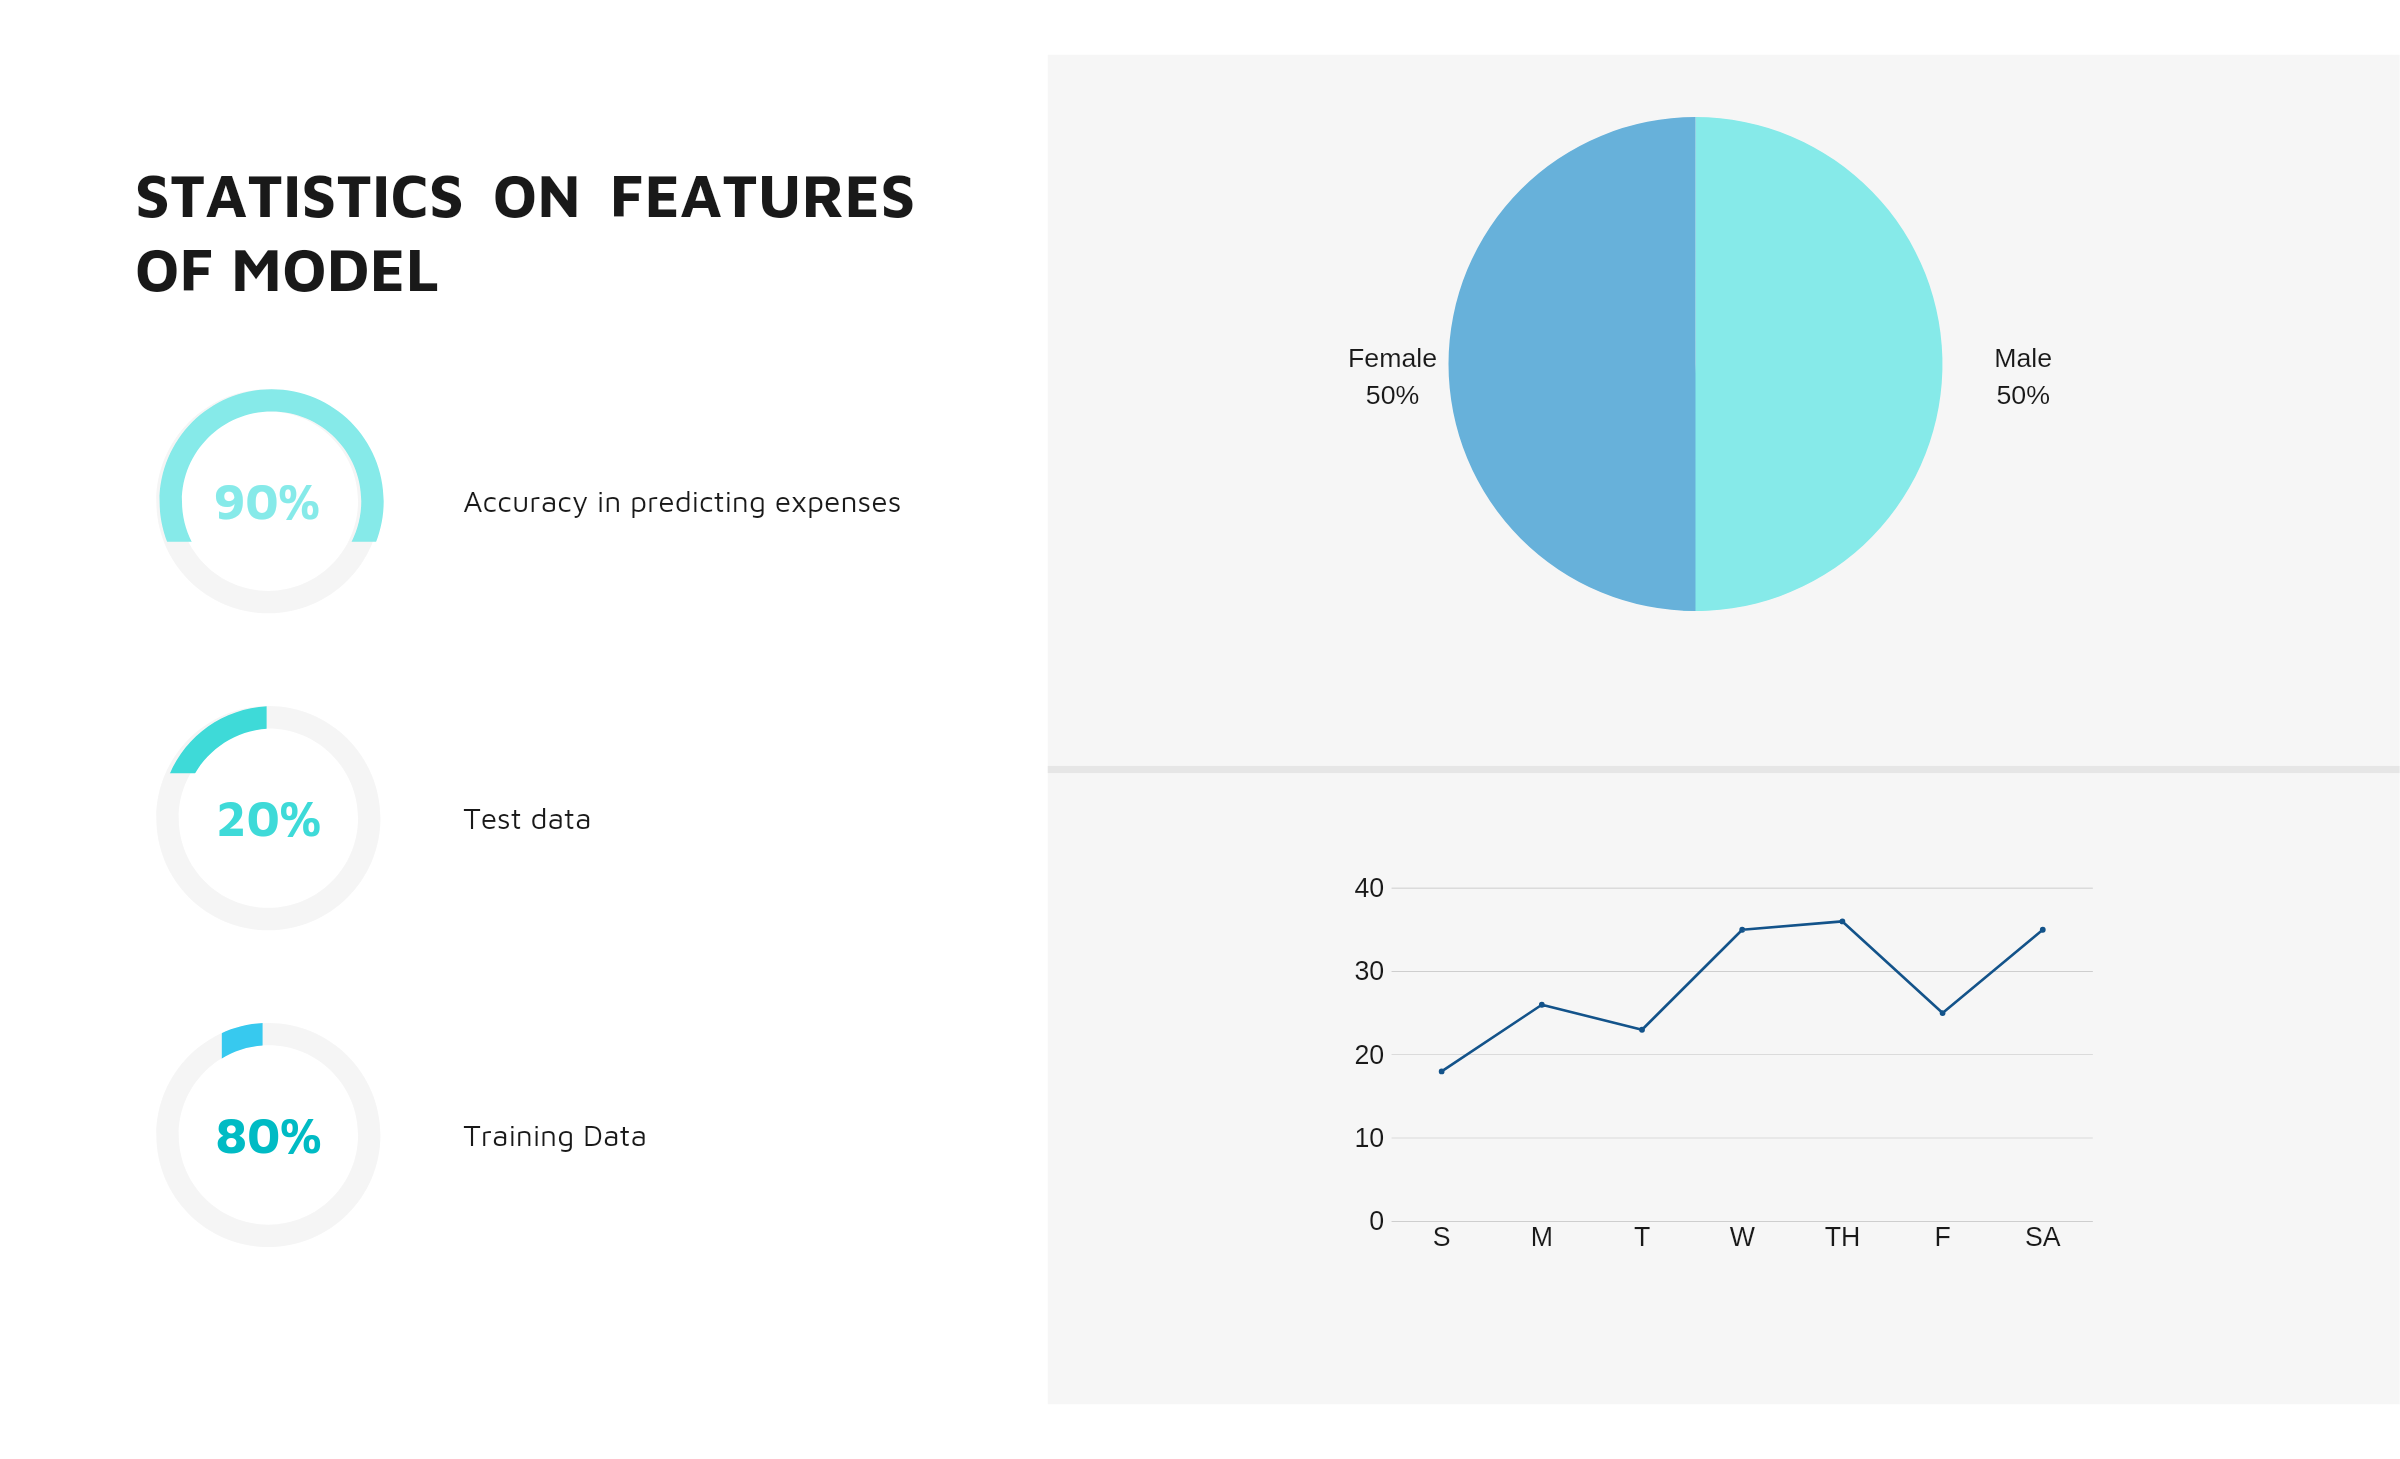 STATISTICS ON FEATURES
OF MODEL
90%
Accuracy in predicting expenses
20%
Test data
80%
Training Data
Female
50%
Male
50%
40
30
20
10
0
S M T W TH F SA